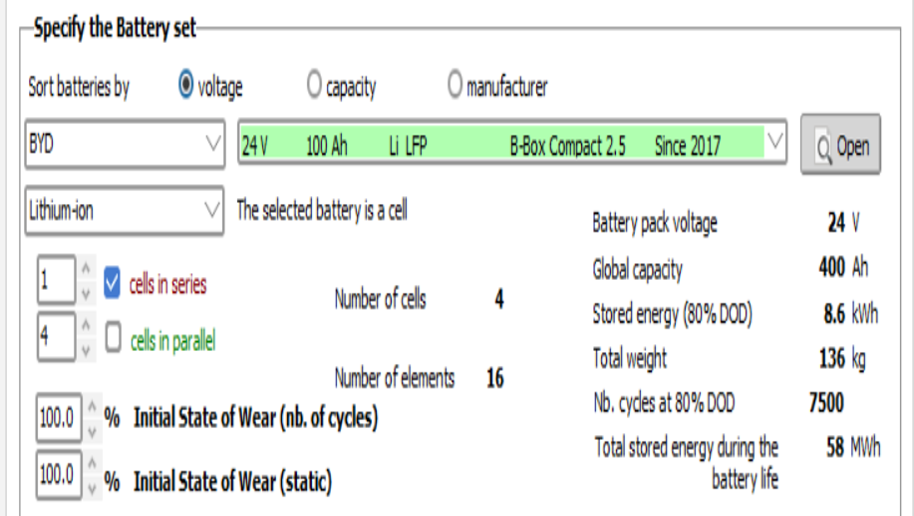 Specify the Battery set
Sort batteries by voltage capacity manufacturer
BYD 24 V 100 Ah Li LFP B-Box Compact 2.5 Since 2017 Open
Lithium-ion The selected battery is a cell
1 cells in series
4 cells in parallel
Number of cells 4
Number of elements 16
100.0 % Initial State of Wear (nb. of cycles)
100.0 % Initial State of Wear (static)
Battery pack voltage 24 V
Global capacity 400 Ah
Stored energy (80% DOD) 8.6 kWh
Total weight 136 kg
Nb. cycles at 80% DOD 7500
Total stored energy during the 58 MWh
battery life